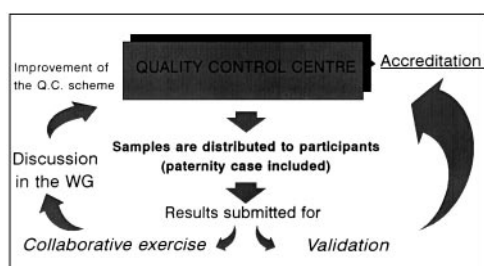 QUALITY CONTROL CENTRE
Accreditation
Improvement of
the Q.C. scheme
Samples are distributed to participants
(paternity case included)
Discussion
in the WG
Results submitted for
Collaborative exercise
Validation